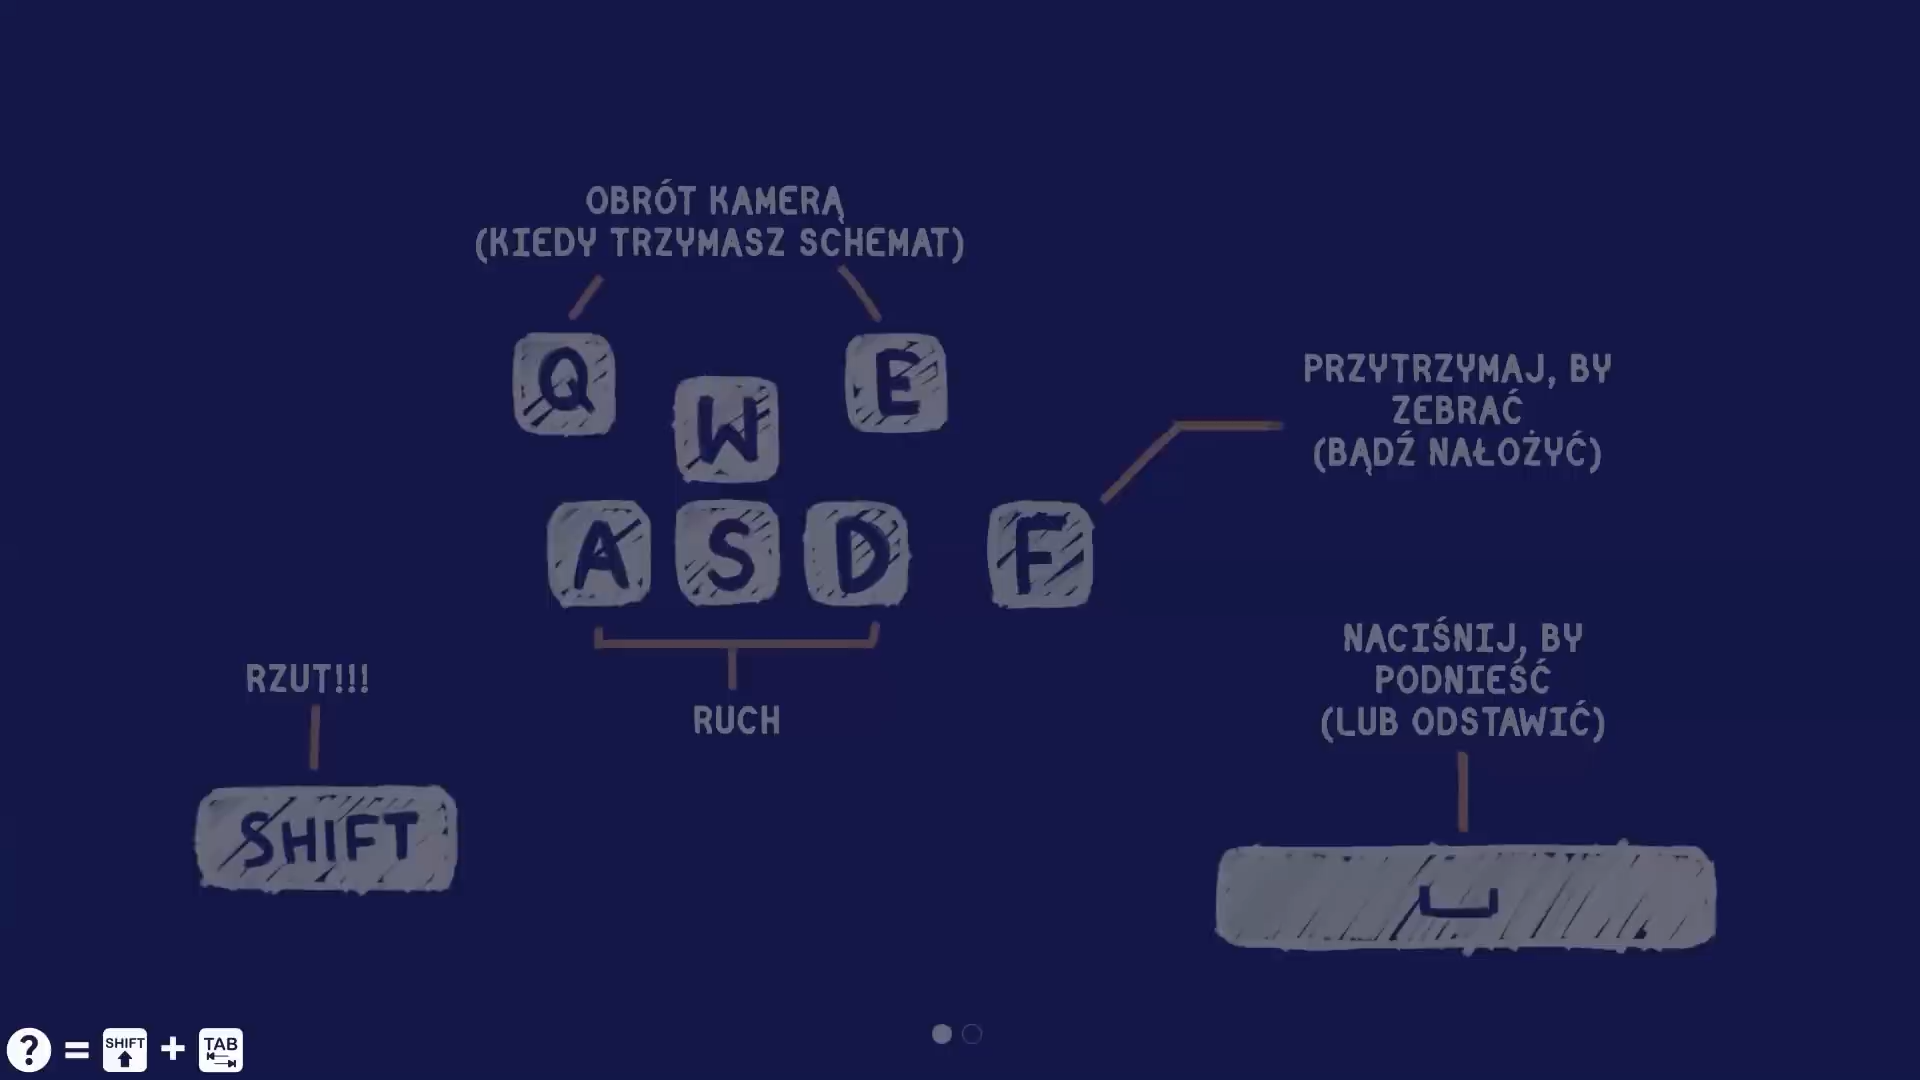 OBRÓT KAMERĄ
(KIEDY TRZYMASZ SCHEMAT)
Q
W
E
PRZYTRZYMAJ, BY
ZEBRAĆ
(BĄDŹ NAŁOŻYĆ)
A
S
D
F
RUCH
RZUT!!!
SHIFT
NACIŚNIJ, BY
PODNIEŚĆ
(LUB ODSTAWIĆ)
? = SHIFT + TAB